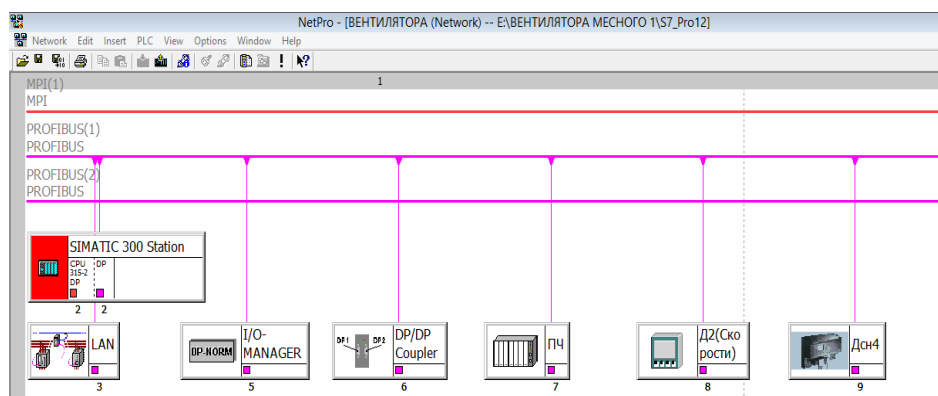 NetPro - [ВЕНТИЛЯТОРА (Network) -- E:\ВЕНТИЛЯТОРА МЕСНОГО 1\S7_Pro12]
Network Edit Insert PLC View Options Window Help
1
MPI(1)
MPI
PROFIBUS(1)
PROFIBUS
PROFIBUS(2)
PROFIBUS
SIMATIC 300 Station
CPU
315-2
DP
DP
2 2
LAN
3
DP-NORM
I/O-
MANAGER
5
DP1 DP2
DP/DP
Coupler
6
ПЧ
7
Д2(Ско
рости)
8
Дсн4
9